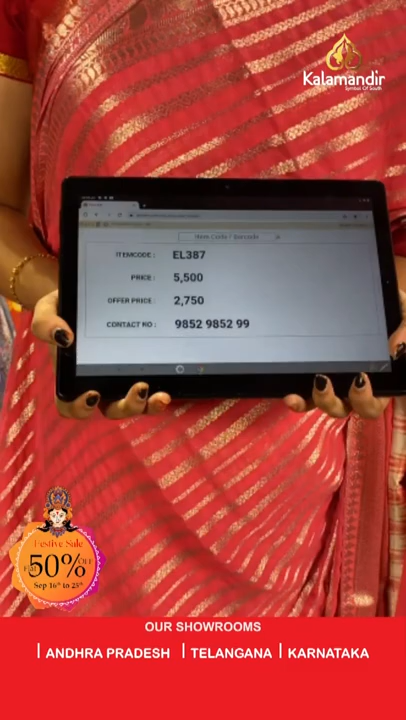 Kalamandir
Symbol Of South
Item Code / Barcode
ITEMCODE : EL387
PRICE : 5,500
OFFER PRICE : 2,750
CONTACT NO : 9852 9852 99
Festive Sale
Flat 50% OFF
Sep 16th to 25th
OUR SHOWROOMS
| ANDHRA PRADESH | TELANGANA | KARNATAKA